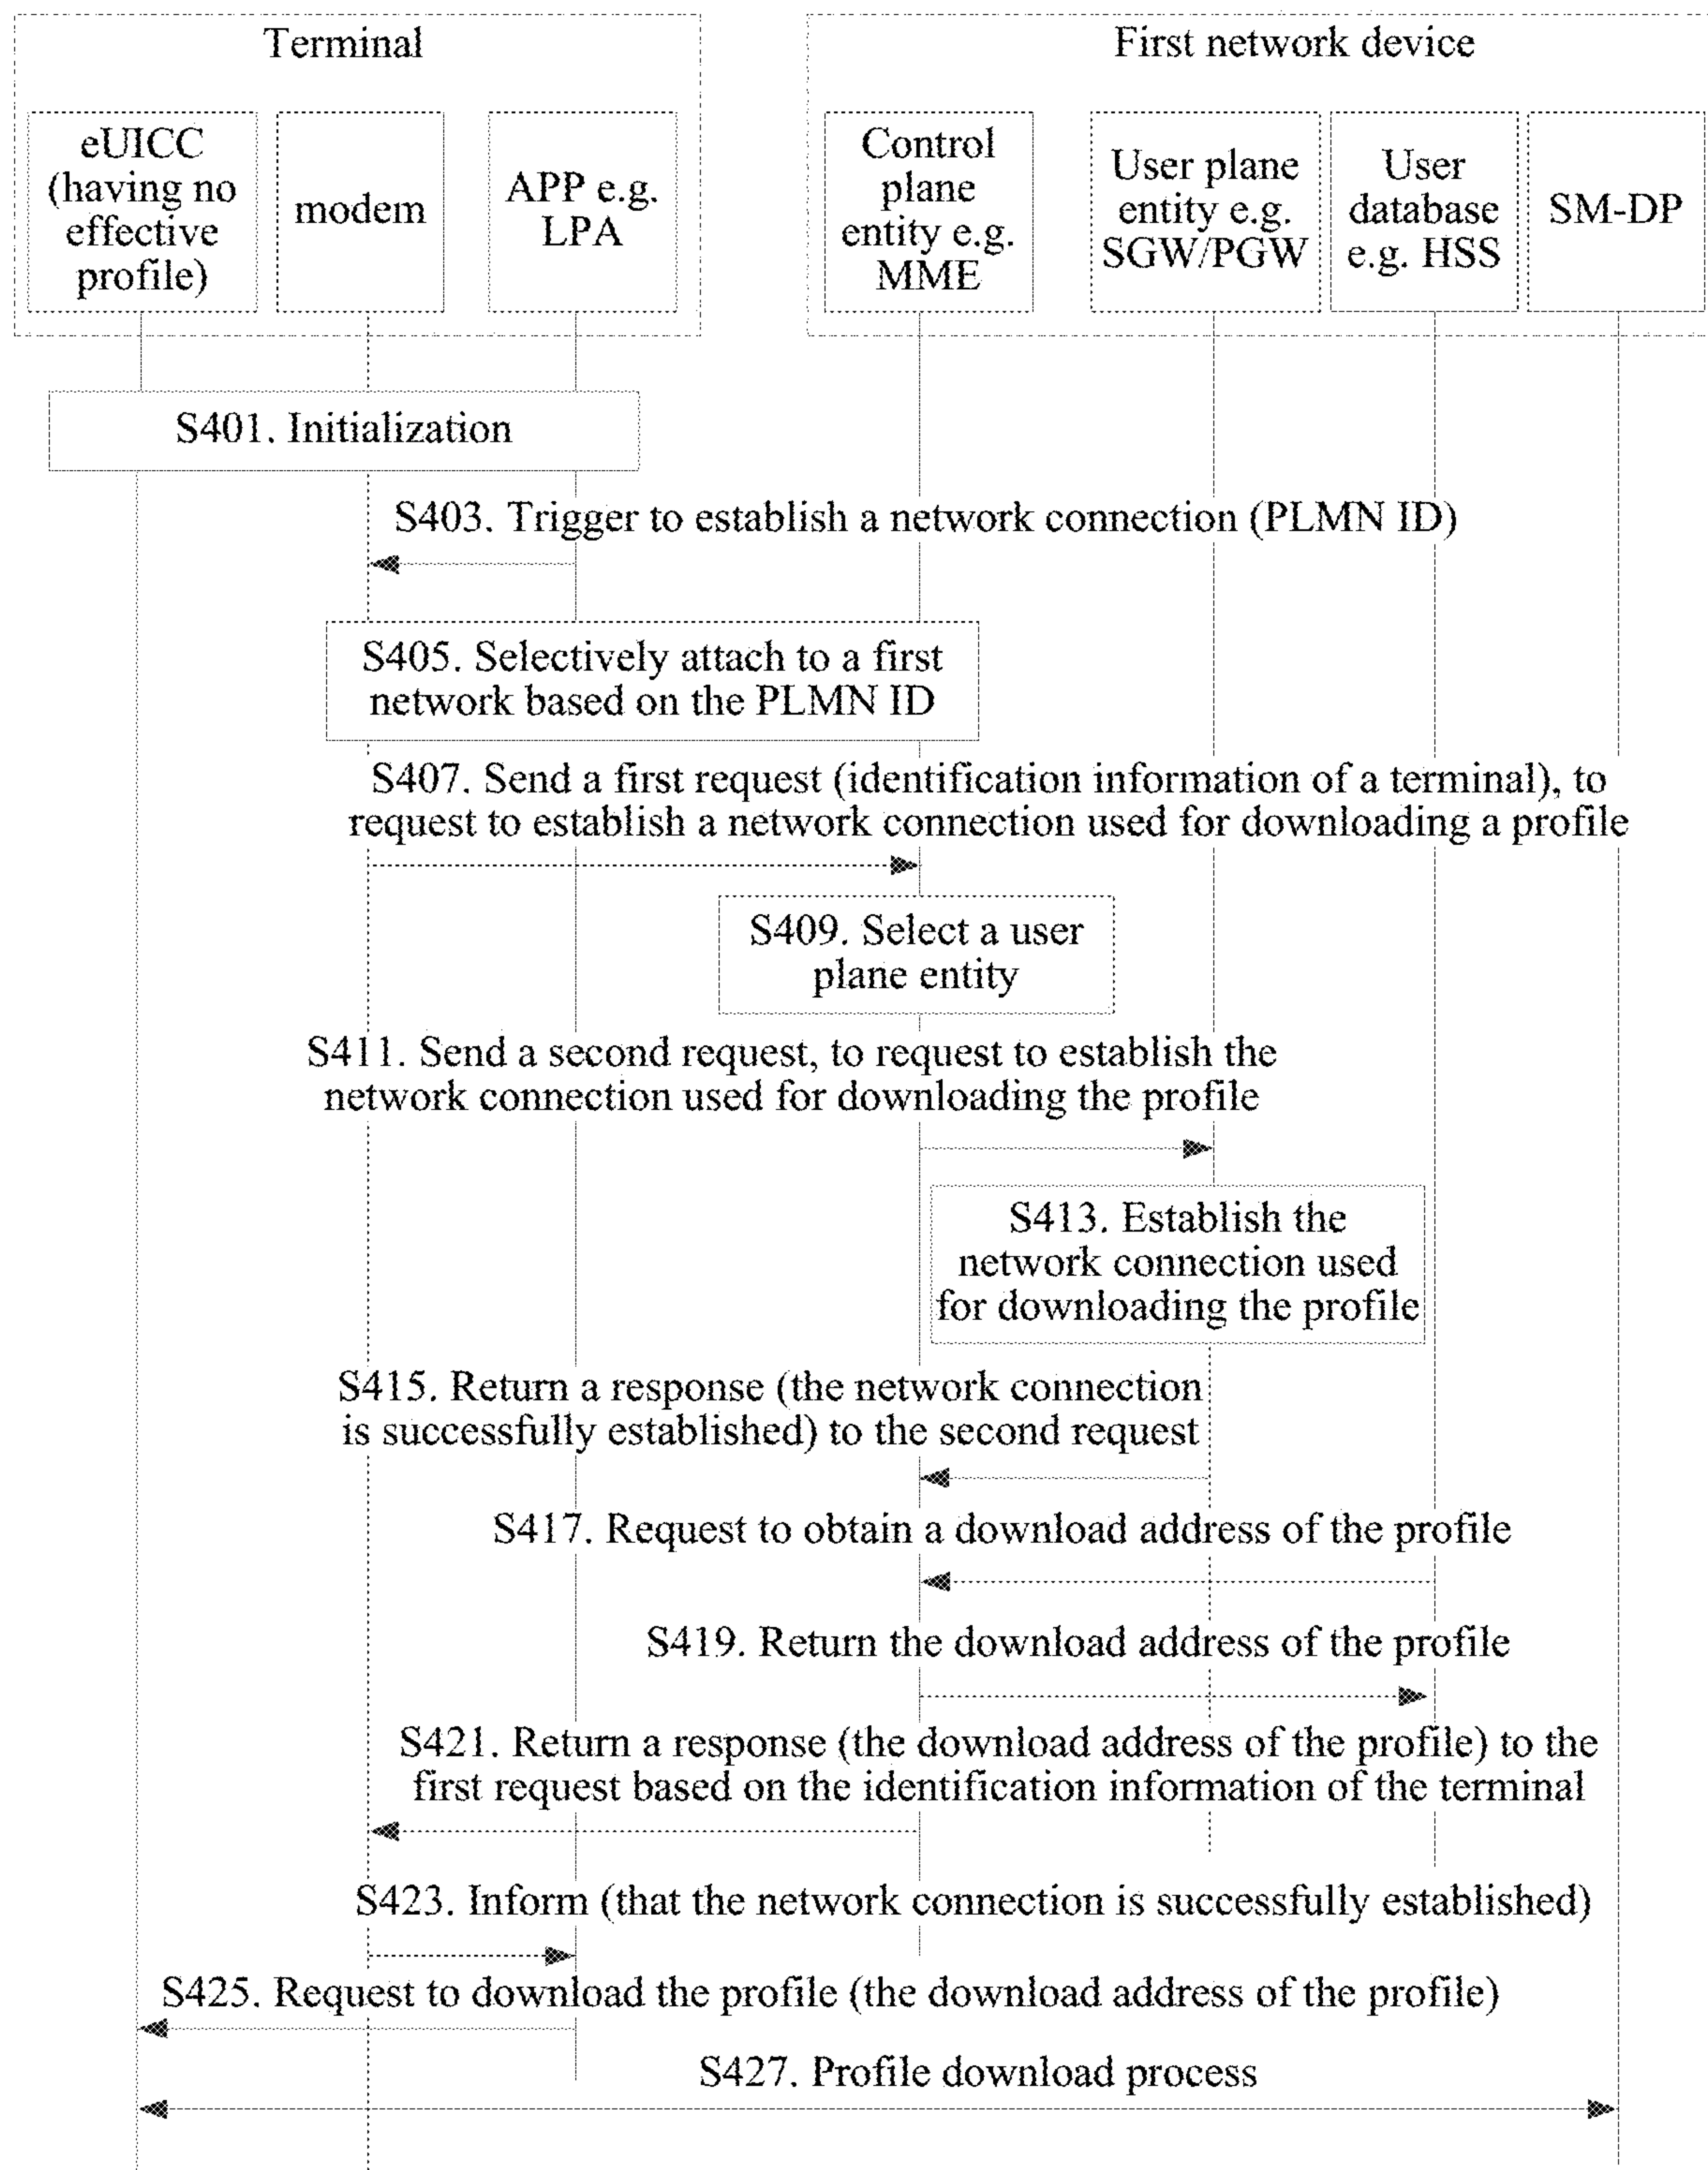 Terminal
First network device
eUICC
(having no
effective
profile)
modem
APP e.g.
LPA
Control
plane
entity e.g.
MME
User plane
entity e.g.
SGW/PGW
User
database
e.g. HSS
SM-DP
S401. Initialization
S403. Trigger to establish a network connection (PLMN ID)
S405. Selectively attach to a first
network based on the PLMN ID
S407. Send a first request (identification information of a terminal), to
request to establish a network connection used for downloading a profile
S409. Select a user
plane entity
S411. Send a second request, to request to establish the
network connection used for downloading the profile
S413. Establish the
network connection used
for downloading the profile
S415. Return a response (the network connection
is successfully established) to the second request
S417. Request to obtain a download address of the profile
S419. Return the download address of the profile
S421. Return a response (the download address of the profile) to the
first request based on the identification information of the terminal
S423. Inform (that the network connection is successfully established)
S425. Request to download the profile (the download address of the profile)
S427. Profile download process